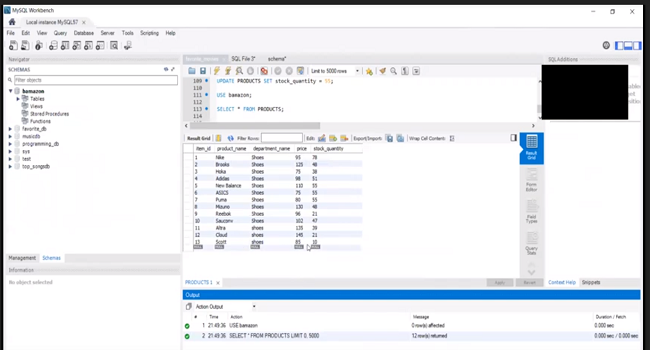 MySQL Workbench
Local instance MySQL97 ×
File Edit View Query Database Server Tools Scripting Help
Navigator
SCHEMAS
Filter objects
bamazon
Tables
Views
Stored Procedures
Functions
favorite_db
musicdb
programming_db
sys
test
top_songsdb
Management Schemas
Information
No object selected
SQL File 3* schema*
Limit to 5000 rows
109 UPDATE PRODUCTS SET stock_quantity = 55;
110
111 USE bamazon;
112
113 SELECT * FROM PRODUCTS;
114
Result Grid Filter Rows: Edit: Export/Import: Wrap Cell Content:
item_id product_name department_name price stock_quantity
1 Nike Shoes 95 78
2 Brooks Shoes 125 48
3 Hoka Shoes 75 38
4 Adidas Shoes 98 51
5 New Balance Shoes 110 55
6 ASICS Shoes 75 55
7 Puma Shoes 80 55
8 Mizuno Shoes 130 48
9 Reebok Shoes 96 21
10 Saucony Shoes 102 47
11 Altra shoes 135 39
12 Cloud shoes 145 21
13 Scott shoes 85 10
Result Grid
Form Editor
Field Types
Query Stats
PRODUCTS 1 ×
Apply Revert
SQLAdditions
Context Help Snippets
Output
Action Output
# Time Action Message Duration / Fetch
1 21:49:36 USE bamazon 0 row(s) affected 0.000 sec
2 21:49:36 SELECT * FROM PRODUCTS LIMIT 0, 5000 12 row(s) returned 0.000 sec / 0.000 sec